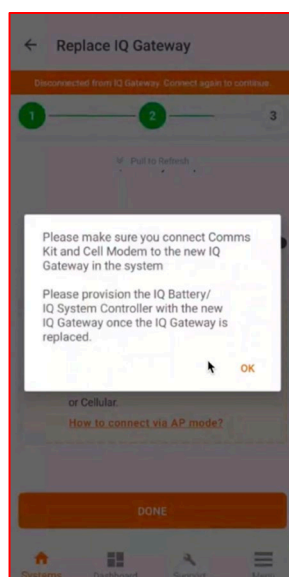 ← Replace IQ Gateway
Disconnected from IQ Gateway. Connect again to continue
1 2 3
Pull to Refresh
Please make sure you connect Comms
Kit and Cell Modem to the new IQ
Gateway in the system
Please provision the IQ Battery/
IQ System Controller with the new
IQ Gateway once the IQ Gateway is
replaced.
OK
or Cellular.
How to connect via AP mode?
DONE
Systems Dashboard Support Menu